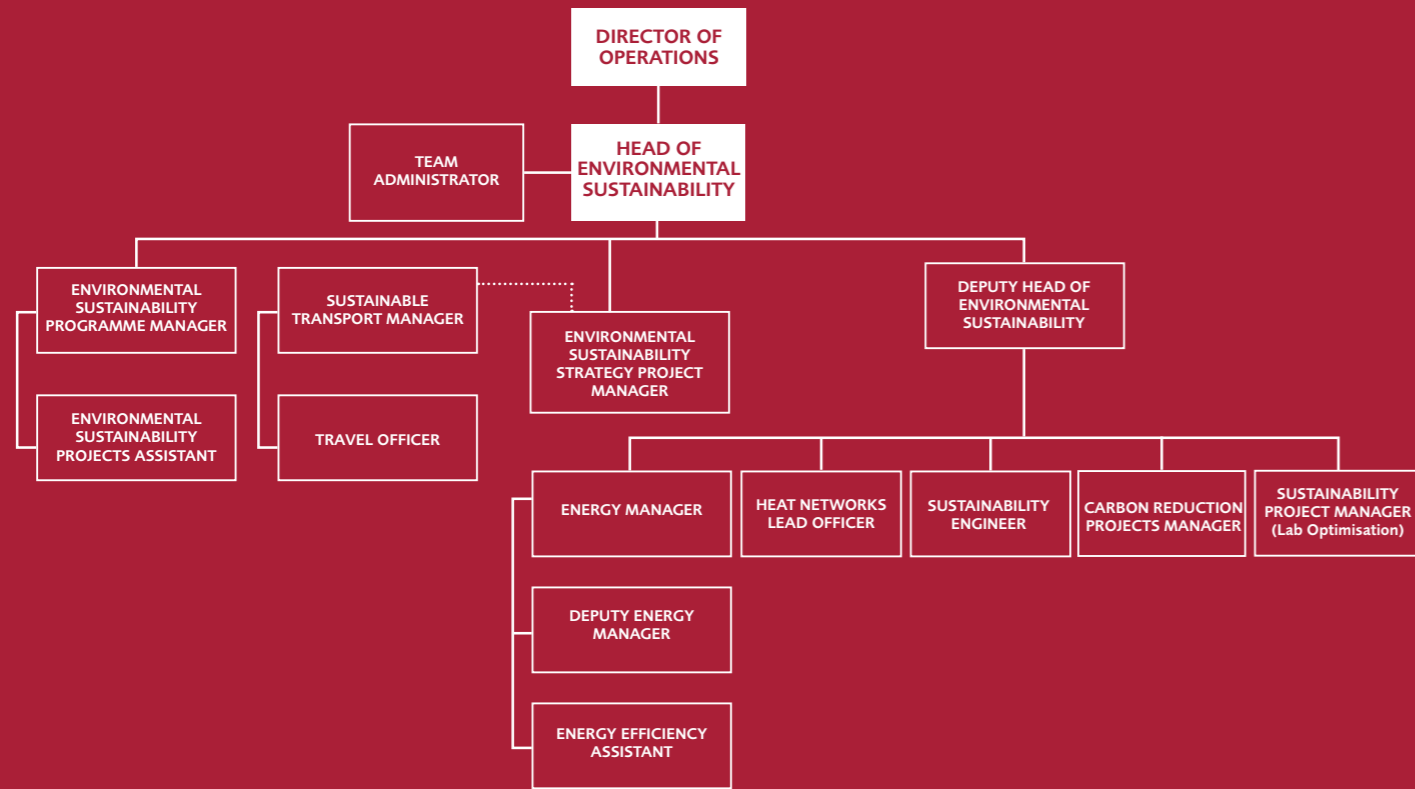 DIRECTOR OF
OPERATIONS
TEAM
ADMINISTRATOR
HEAD OF
ENVIRONMENTAL
SUSTAINABILITY
ENVIRONMENTAL
SUSTAINABILITY
PROGRAMME MANAGER
SUSTAINABLE
TRANSPORT MANAGER
ENVIRONMENTAL
SUSTAINABILITY
STRATEGY PROJECT
MANAGER
DEPUTY HEAD OF
ENVIRONMENTAL
SUSTAINABILITY
ENVIRONMENTAL
SUSTAINABILITY
PROJECTS ASSISTANT
TRAVEL OFFICER
ENERGY MANAGER
HEAT NETWORKS
LEAD OFFICER
SUSTAINABILITY
ENGINEER
CARBON REDUCTION
PROJECTS MANAGER
SUSTAINABILITY
PROJECT MANAGER
(Lab Optimisation)
DEPUTY ENERGY
MANAGER
ENERGY EFFICIENCY
ASSISTANT